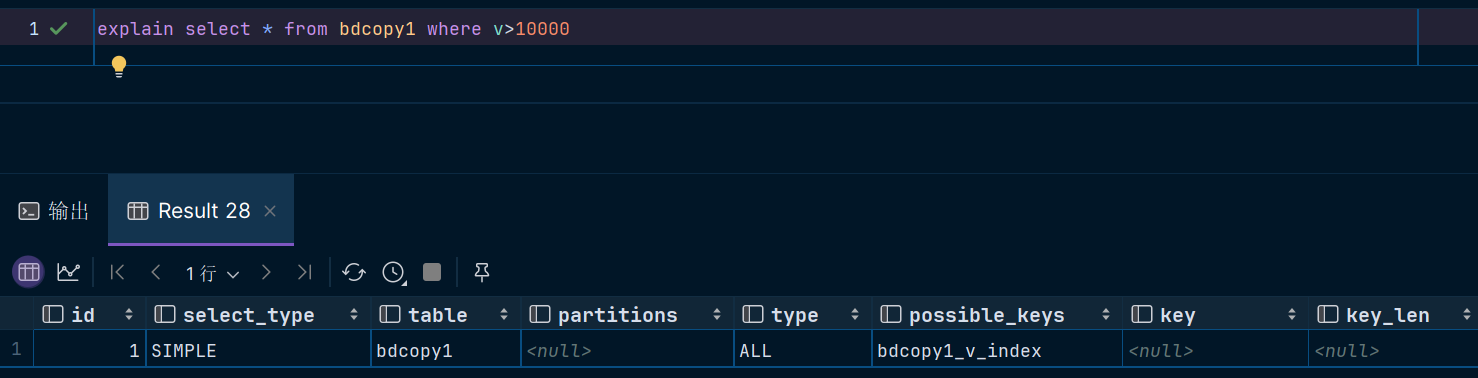 1 explain select * from bdcopy1 where v>10000
输出 Result 28
1 行
id select_type table partitions type possible_keys key key_len
1 1 SIMPLE bdcopy1 <null> ALL bdcopy1_v_index <null> <null>